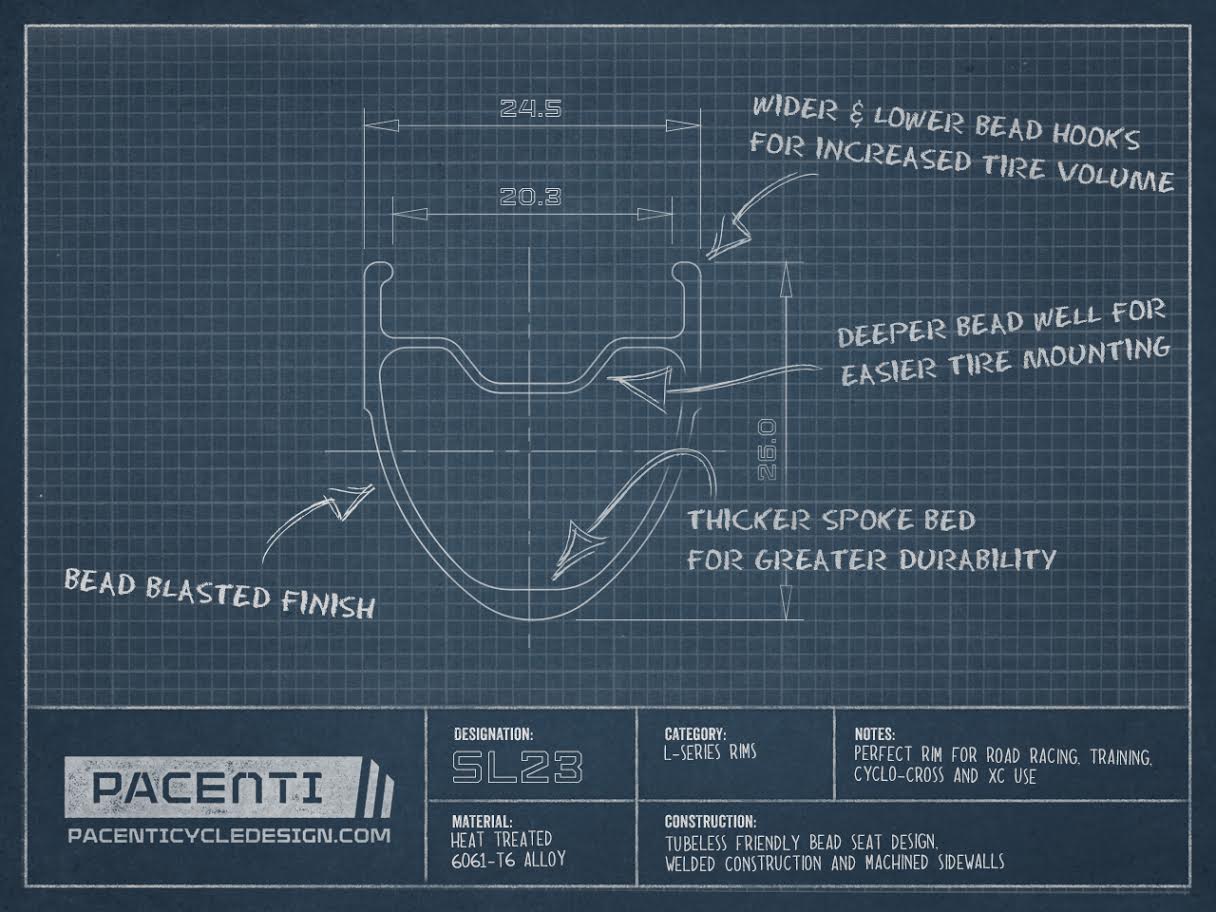 24.5
20.3
WIDER & LOWER BEAD HOOKS
FOR INCREASED TIRE VOLUME
DEEPER BEAD WELL FOR
EASIER TIRE MOUNTING
26.0
THICKER SPOKE BED
FOR GREATER DURABILITY
BEAD BLASTED FINISH
PACENTI
PACENTICYCLEDESIGN.COM
DESIGNATION:
SL23
CATEGORY:
L-SERIES RIMS
NOTES:
PERFECT RIM FOR ROAD RACING, TRAINING,
CYCLO-CROSS AND XC USE
MATERIAL:
HEAT TREATED
6061-T6 ALLOY
CONSTRUCTION:
TUBELESS FRIENDLY BEAD SEAT DESIGN,
WELDED CONSTRUCTION AND MACHINED SIDEWALLS